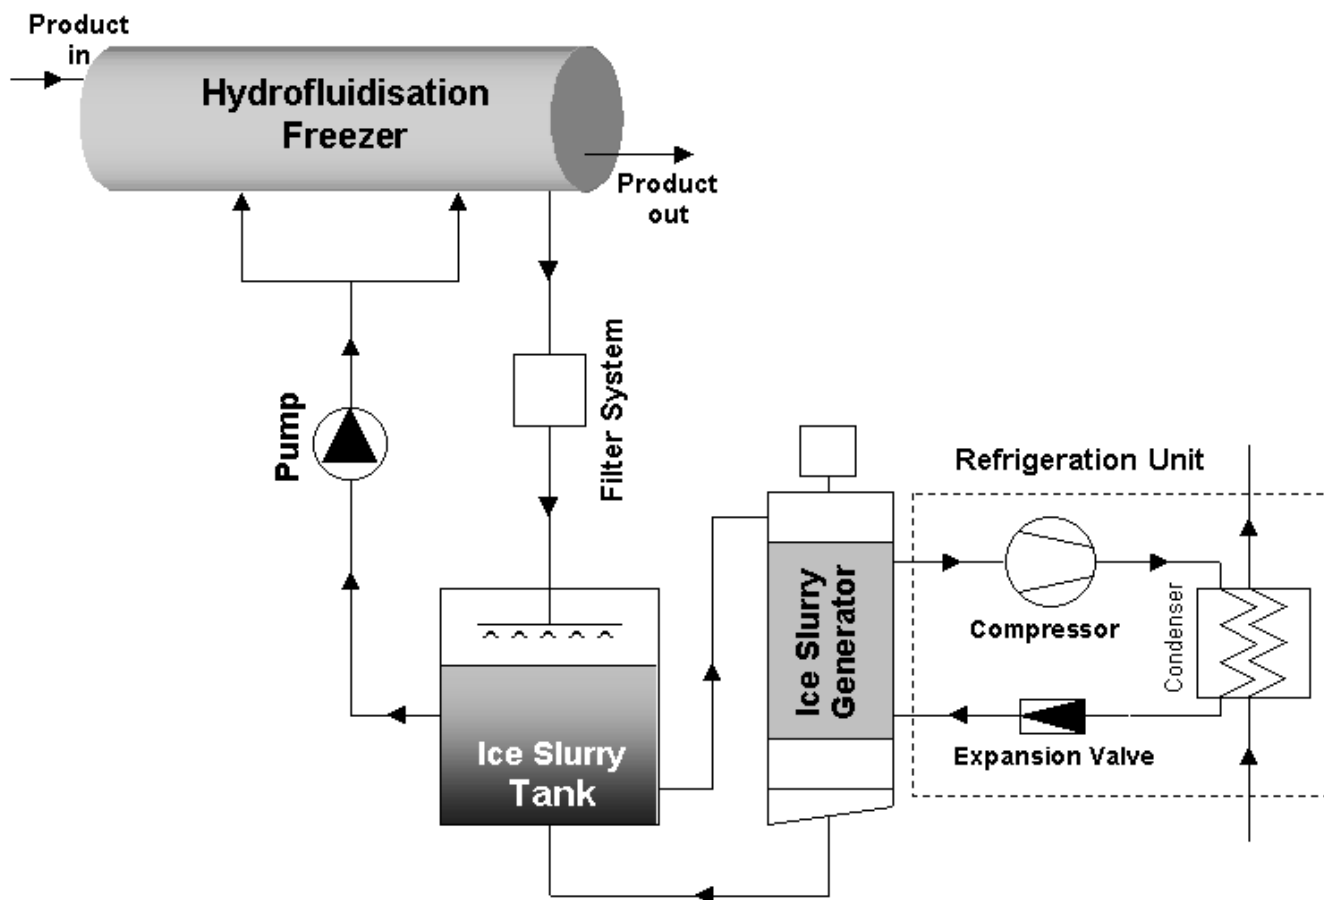 Product
in
Hydrofluidisation
Freezer
Product
out
Pump
Filter System
Refrigeration Unit
Ice Slurry
Generator
Compressor
Condenser
Expansion Valve
Ice Slurry
Tank